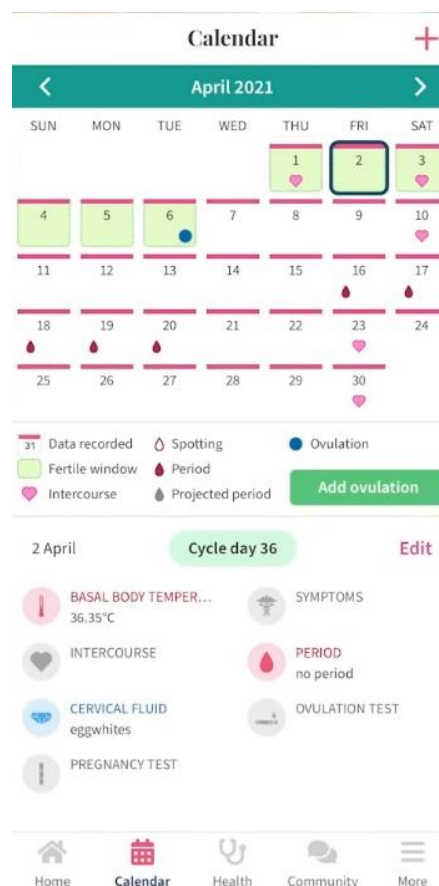 Calendar +
< April 2021 >
SUN MON TUE WED THU FRI SAT
1 2 3
4 5 6 7 8 9 10
11 12 13 14 15 16 17
18 19 20 21 22 23 24
25 26 27 28 29 30
31 Data recorded Spotting Ovulation
Fertile window Period
Intercourse Projected period Add ovulation
2 April Cycle day 36 Edit
BASAL BODY TEMPER... SYMPTOMS
36.35°C
INTERCOURSE PERIOD
no period
CERVICAL FLUID OVULATION TEST
eggwhites
PREGNANCY TEST
Home Calendar Health Community More